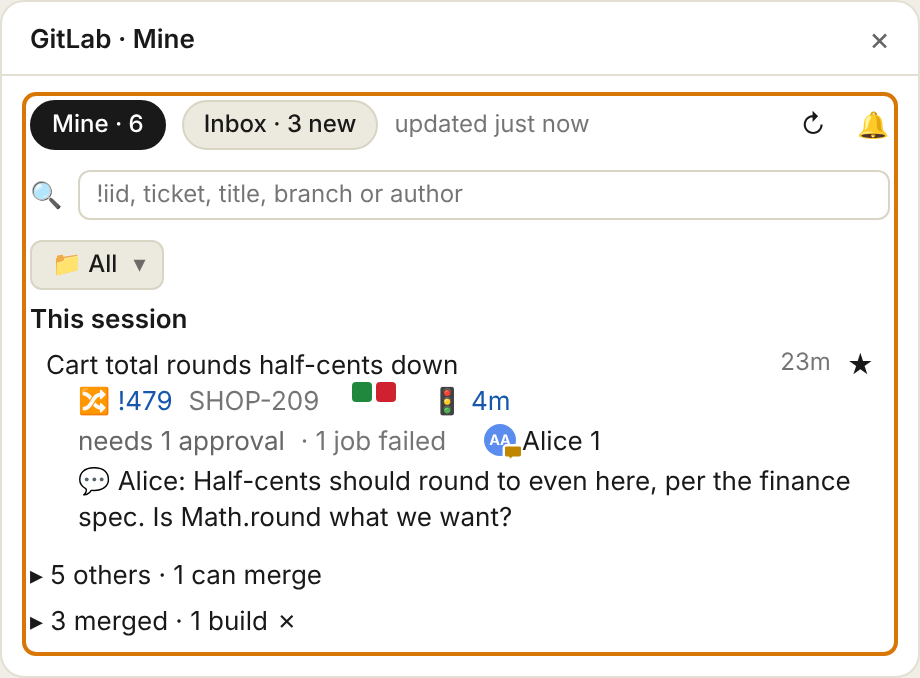 GitLab · Mine ×
Mine · 6 Inbox · 3 new updated just now
!iid, ticket, title, branch or author
All ▾
This session
Cart total rounds half-cents down 23m ★
!479 SHOP-209 4m
needs 1 approval · 1 job failed AA Alice 1
Alice: Half-cents should round to even here, per the finance
spec. Is Math.round what we want?
▸ 5 others · 1 can merge
▸ 3 merged · 1 build ×